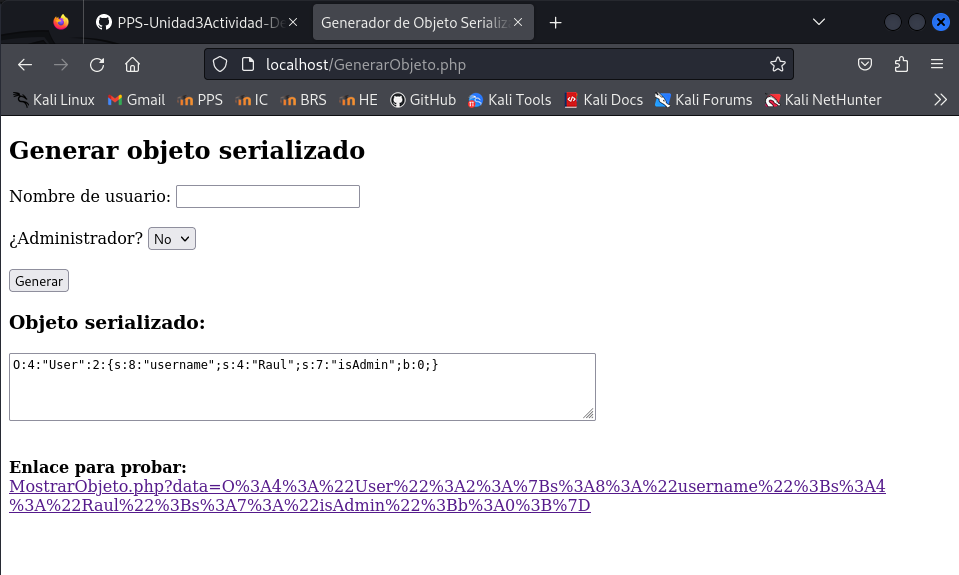 PPS-Unidad3Actividad-De
Generador de Objeto Serializ
localhost/GenerarObjeto.php
Kali Linux Gmail PPS IC BRS HE GitHub Kali Tools Kali Docs Kali Forums Kali NetHunter
Generar objeto serializado
Nombre de usuario:
¿Administrador? No
Generar
Objeto serializado:
O:4:"User":2:{s:8:"username";s:4:"Raul";s:7:"isAdmin";b:0;}
Enlace para probar:
MostrarObjeto.php?data=O%3A4%3A%22User%22%3A2%3A%7Bs%3A8%3A%22username%22%3Bs%3A4
%3A%22Raul%22%3Bs%3A7%3A%22isAdmin%22%3Bb%3A0%3B%7D